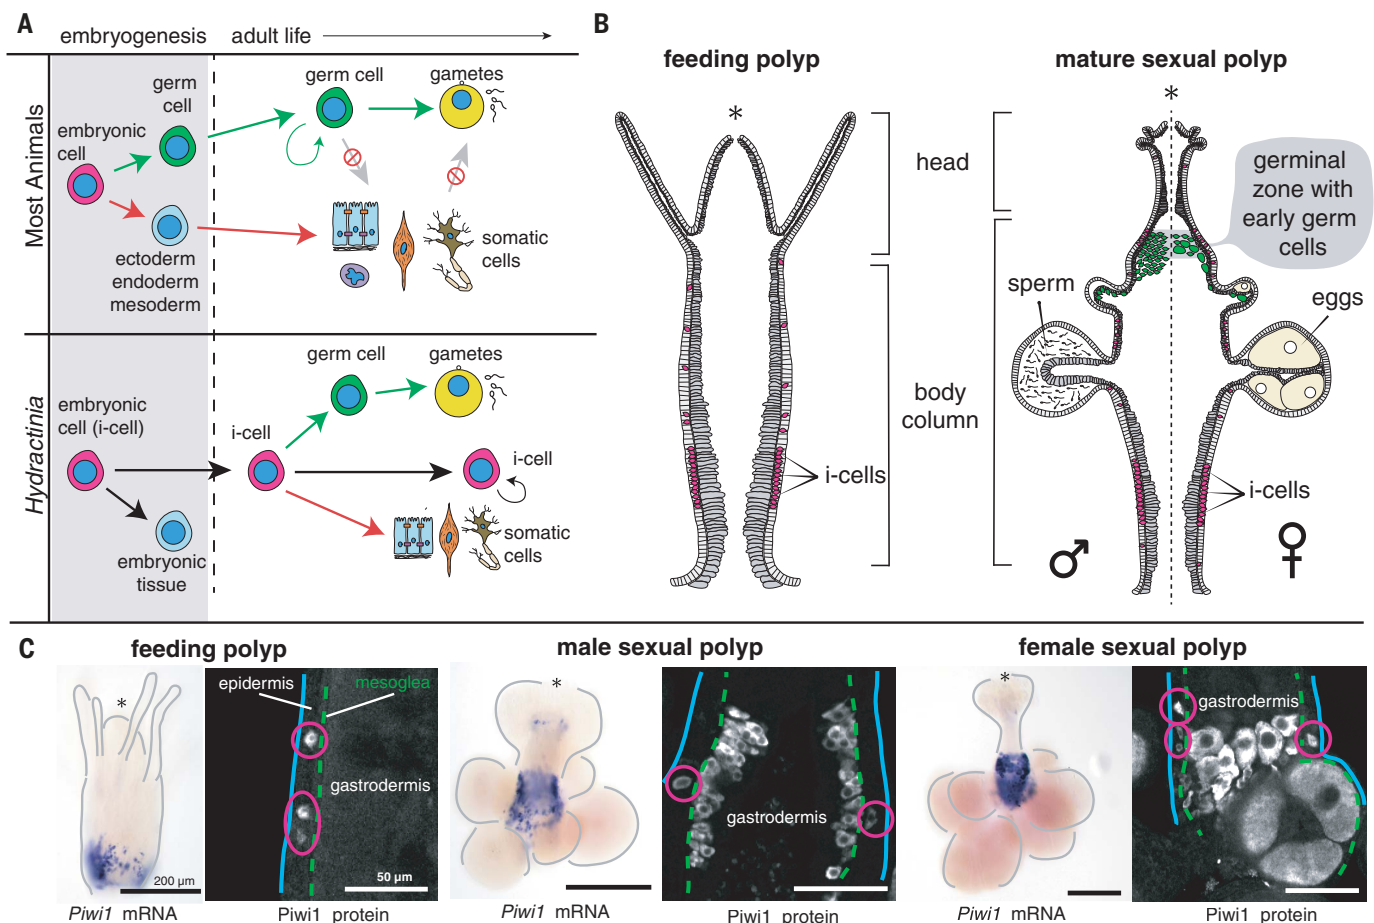 A
embryogenesis
adult life
Most Animals
germ
cell
embryonic
cell
ectoderm
endoderm
mesoderm
germ cell
gametes
somatic
cells
Hydractinia
embryonic
cell (i-cell)
embryonic
tissue
i-cell
germ cell
gametes
i-cell
somatic
cells
B
feeding polyp
*
head
body
column
i-cells
mature sexual polyp
*
germinal
zone with
early germ
cells
sperm
eggs
i-cells
♂
♀
C
feeding polyp
*
200 µm
Piwi1 mRNA
epidermis
mesoglea
gastrodermis
50 µm
Piwi1 protein
male sexual polyp
*
Piwi1 mRNA
gastrodermis
Piwi1 protein
female sexual polyp
*
Piwi1 mRNA
gastrodermis
Piwi1 protein